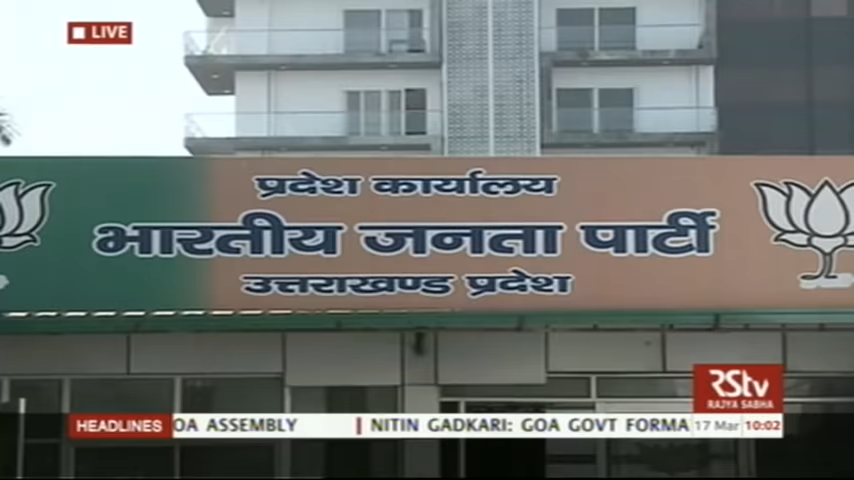 LIVE
प्रदेश कार्यालय
भारतीय जनता पार्टी
उत्तराखण्ड प्रदेश
RSTV
RAJYA SABHA
HEADLINES OA ASSEMBLY | NITIN GADKARI: GOA GOVT FORMA 17 Mar 10:02